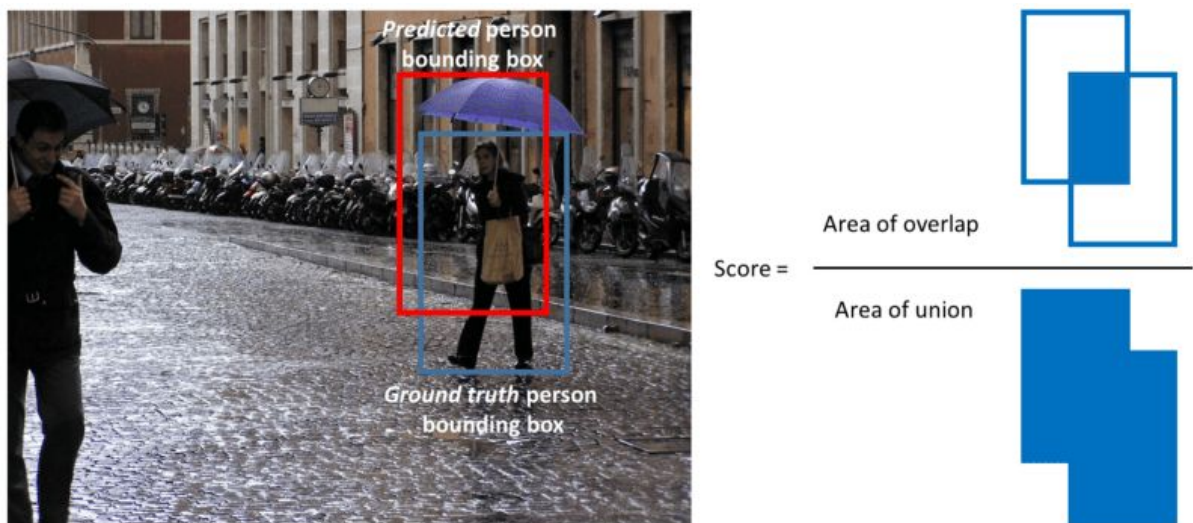 Predicted person
bounding box
Ground truth person
bounding box
Score =
Area of overlap
Area of union